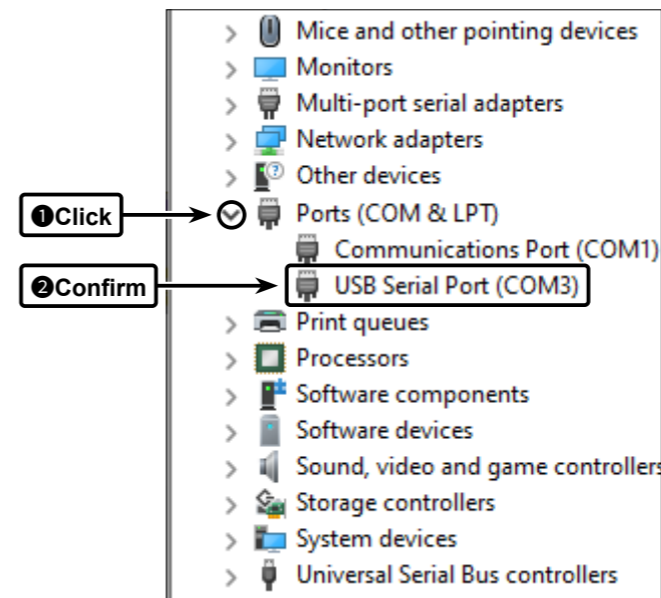 Mice and other pointing devices
Monitors
Multi-port serial adapters
Network adapters
Other devices
❶Click
Ports (COM & LPT)
Communications Port (COM1)
❷Confirm
USB Serial Port (COM3)
Print queues
Processors
Software components
Software devices
Sound, video and game controllers
Storage controllers
System devices
Universal Serial Bus controllers